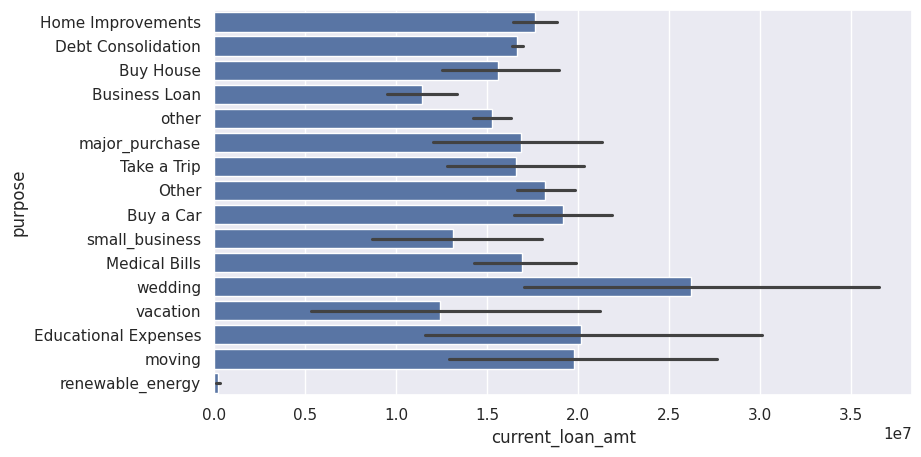 Home Improvements
Debt Consolidation
Buy House
Business Loan
other
major_purchase
Take a Trip
Other
Buy a Car
small_business
Medical Bills
wedding
vacation
Educational Expenses
moving
renewable_energy
purpose
0.0 0.5 1.0 1.5 2.0 2.5 3.0 3.5
1e7
current_loan_amt